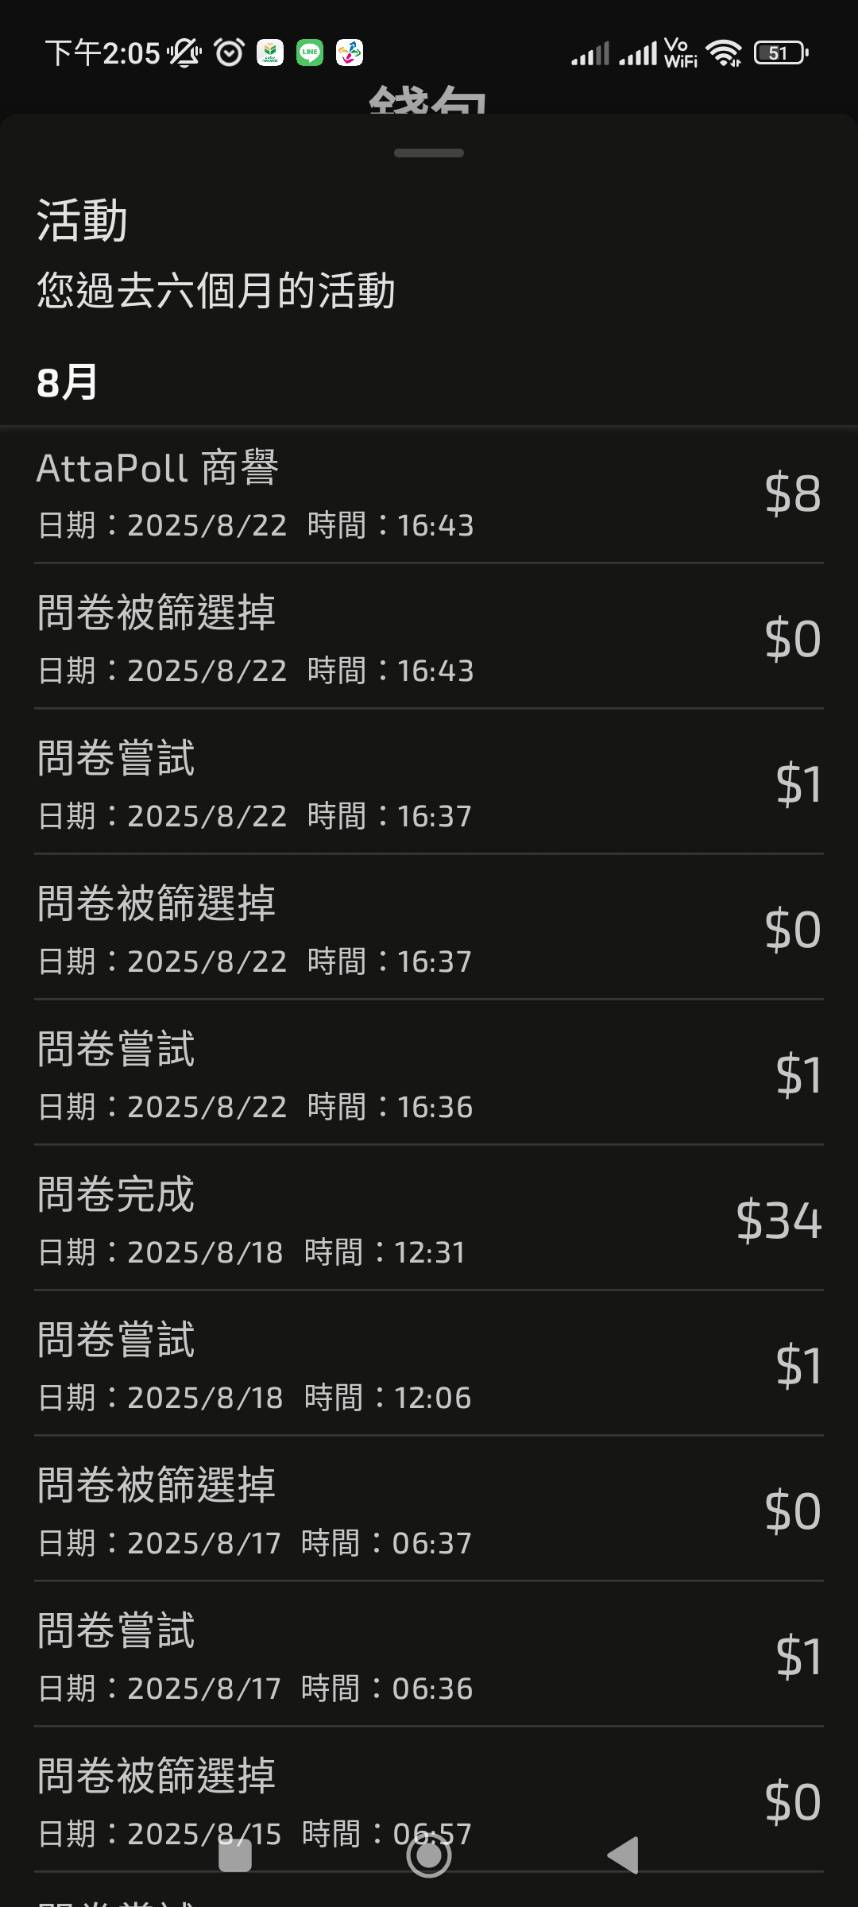 下午2:05
LINE
Vo
WiFi
51
錢包
活動
您過去六個月的活動
8月
AttaPoll 商譽
$8
日期：2025/8/22 時間：16:43
問卷被篩選掉
$0
日期：2025/8/22 時間：16:43
問卷嘗試
$1
日期：2025/8/22 時間：16:37
問卷被篩選掉
$0
日期：2025/8/22 時間：16:37
問卷嘗試
$1
日期：2025/8/22 時間：16:36
問卷完成
$34
日期：2025/8/18 時間：12:31
問卷嘗試
$1
日期：2025/8/18 時間：12:06
問卷被篩選掉
$0
日期：2025/8/17 時間：06:37
問卷嘗試
$1
日期：2025/8/17 時間：06:36
問卷被篩選掉
$0
日期：2025/8/15 時間：06:57
問卷嘗試